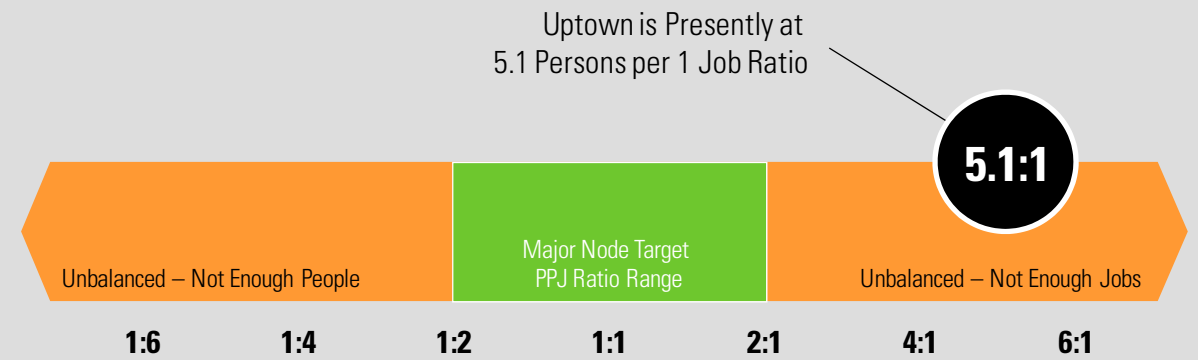 Uptown is Presently at
5.1 Persons per 1 Job Ratio
5.1:1
Major Node Target
PPJ Ratio Range
Unbalanced – Not Enough People
Unbalanced – Not Enough Jobs
1:6 1:4 1:2 1:1 2:1 4:1 6:1